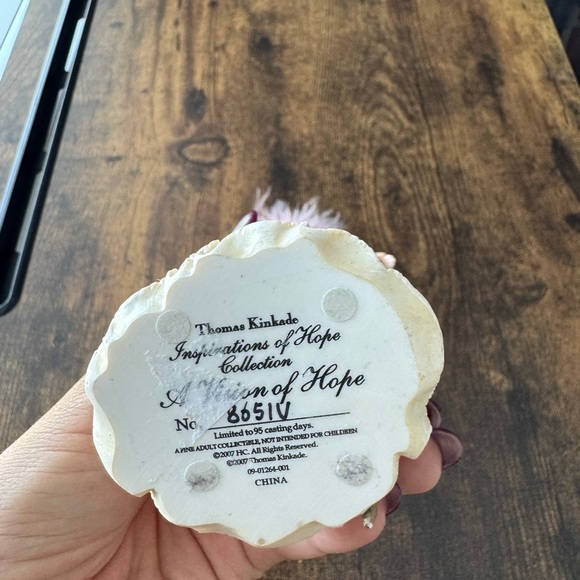 Thomas Kinkade
Inspirations of Hope
Collection
A Vision of Hope
No. 8651V
Limited to 95 casting days.
A FINE ADULT COLLECTIBLE, NOT INTENDED FOR CHILDREN
©2007 HC. All Rights Reserved.
©2007 Thomas Kinkade.
09-01264-001
CHINA